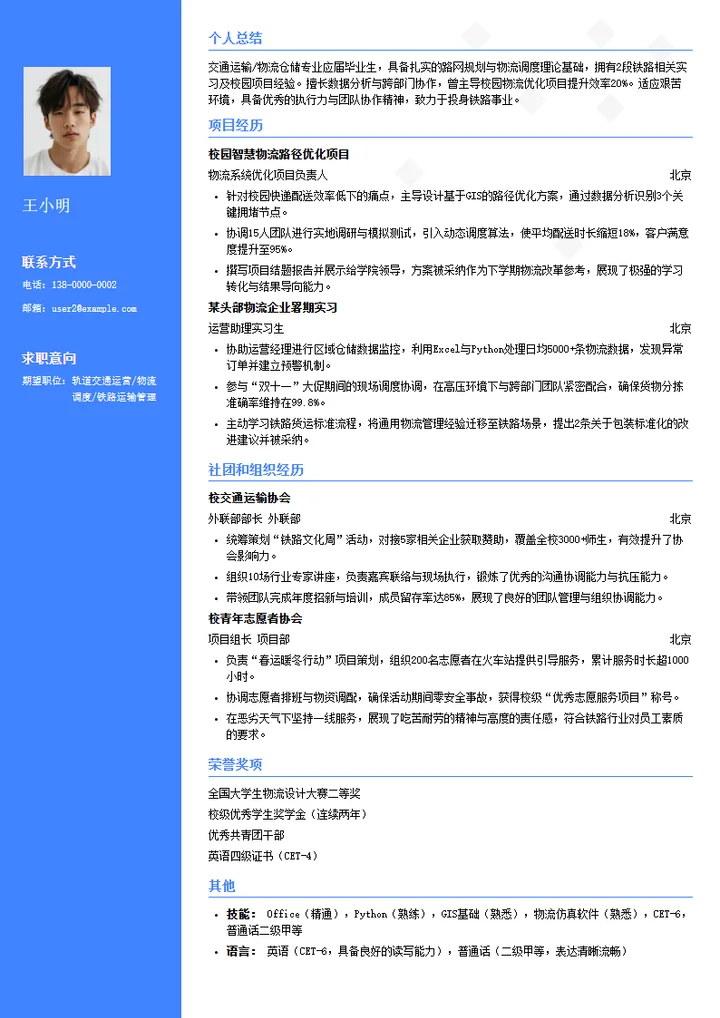 王小明
联系方式
电话：138-0000-0002
邮箱：user2@example.com
求职意向
期望职位：轨道交通运营/物流
调度/铁路运输管理
个人总结
交通运输/物流仓储专业应届毕业生，具备扎实的路网规划与物流调度理论基础，拥有2段铁路相关实
习及校园项目经验。擅长数据分析与跨部门协作，曾主导校园物流优化项目提升效率20%。适应艰苦
环境，具备优秀的执行力与团队协作精神，致力于投身铁路事业。
项目经历
校园智慧物流路径优化项目
物流系统优化项目负责人 北京
• 针对校园快递配送效率低下的痛点，主导设计基于GIS的路径优化方案，通过数据分析识别3个关
键拥堵节点。
• 协调15人团队进行实地调研与模拟测试，引入动态调度算法，使平均配送时长缩短18%，客户满意
度提升至95%。
• 撰写项目结题报告并展示给学院领导，方案被采纳作为下学期物流改革参考，展现了极强的学习
转化与结果导向能力。
某头部物流企业暑期实习
运营助理实习生 北京
• 协助运营经理进行区域仓储数据监控，利用Excel与Python处理日均5000+条物流数据，发现异常
订单并建立预警机制。
• 参与“双十一”大促期间的现场调度协调，在高压环境下与跨部门团队紧密配合，确保货物分拣
准确率维持在99.8%。
• 主动学习铁路货运标准流程，将通用物流管理经验迁移至铁路场景，提出2条关于包装标准化的改
进建议并被采纳。
社团和组织经历
校交通运输协会
外联部部长 外联部 北京
• 统筹策划“铁路文化周”活动，对接5家相关企业获取赞助，覆盖全校3000+师生，有效提升了协
会影响力。
• 组织10场行业专家讲座，负责嘉宾联络与现场执行，锻炼了优秀的沟通协调能力与抗压能力。
• 带领团队完成年度招新与培训，成员留存率达85%，展现了良好的团队管理与组织协调能力。
校青年志愿者协会
项目组长 项目部 北京
• 负责“春运暖冬行动”项目策划，组织200名志愿者在火车站提供引导服务，累计服务时长超1000
小时。
• 协调志愿者排班与物资调配，确保活动期间零安全事故，获得校级“优秀志愿服务项目”称号。
• 在恶劣天气下坚持一线服务，展现了吃苦耐劳的精神与高度的责任感，符合铁路行业对员工素质
的要求。
荣誉奖项
全国大学生物流设计大赛二等奖
校级优秀学生奖学金（连续两年）
优秀共青团干部
英语四级证书（CET-4）
其他
• 技能： Office（精通），Python（熟练），GIS基础（熟悉），物流仿真软件（熟悉），CET-6，
普通话二级甲等
• 语言： 英语（CET-6，具备良好的读写能力），普通话（二级甲等，表达清晰流畅）